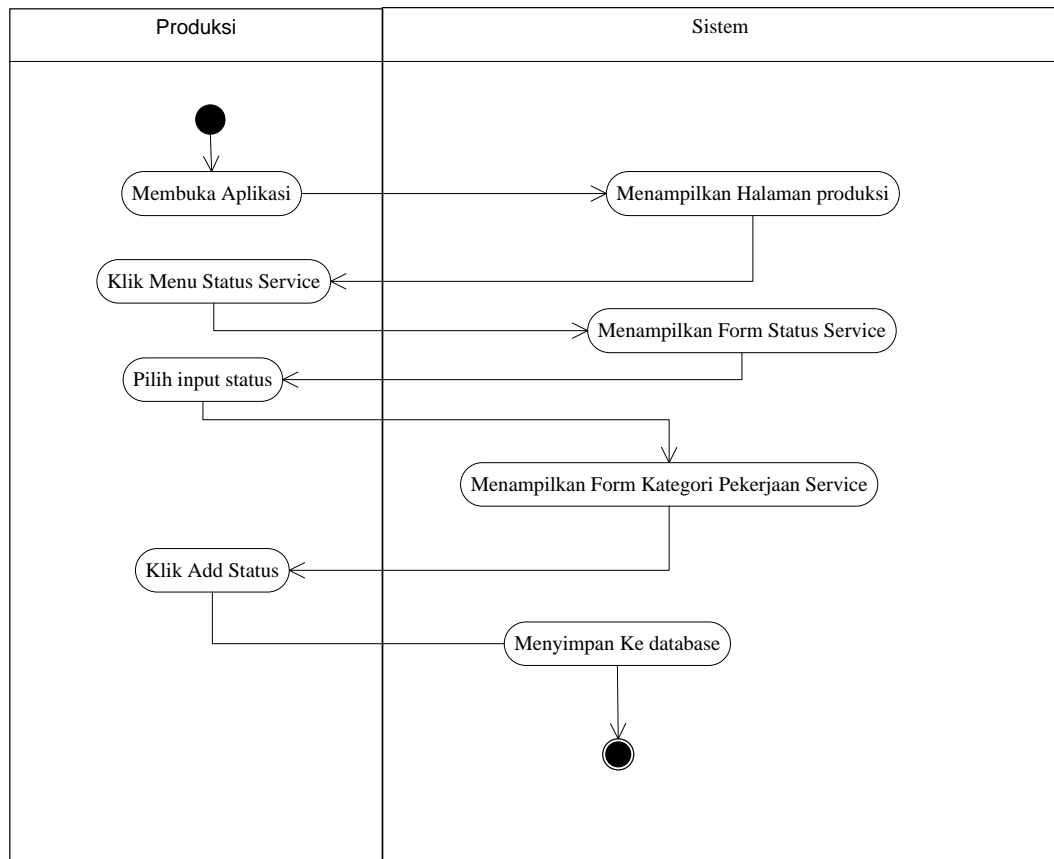 Produksi
Sistem
Membuka Aplikasi
Menampilkan Halaman produksi
Klik Menu Status Service
Menampilkan Form Status Service
Pilih input status
Menampilkan Form Kategori Pekerjaan Service
Klik Add Status
Menyimpan Ke database